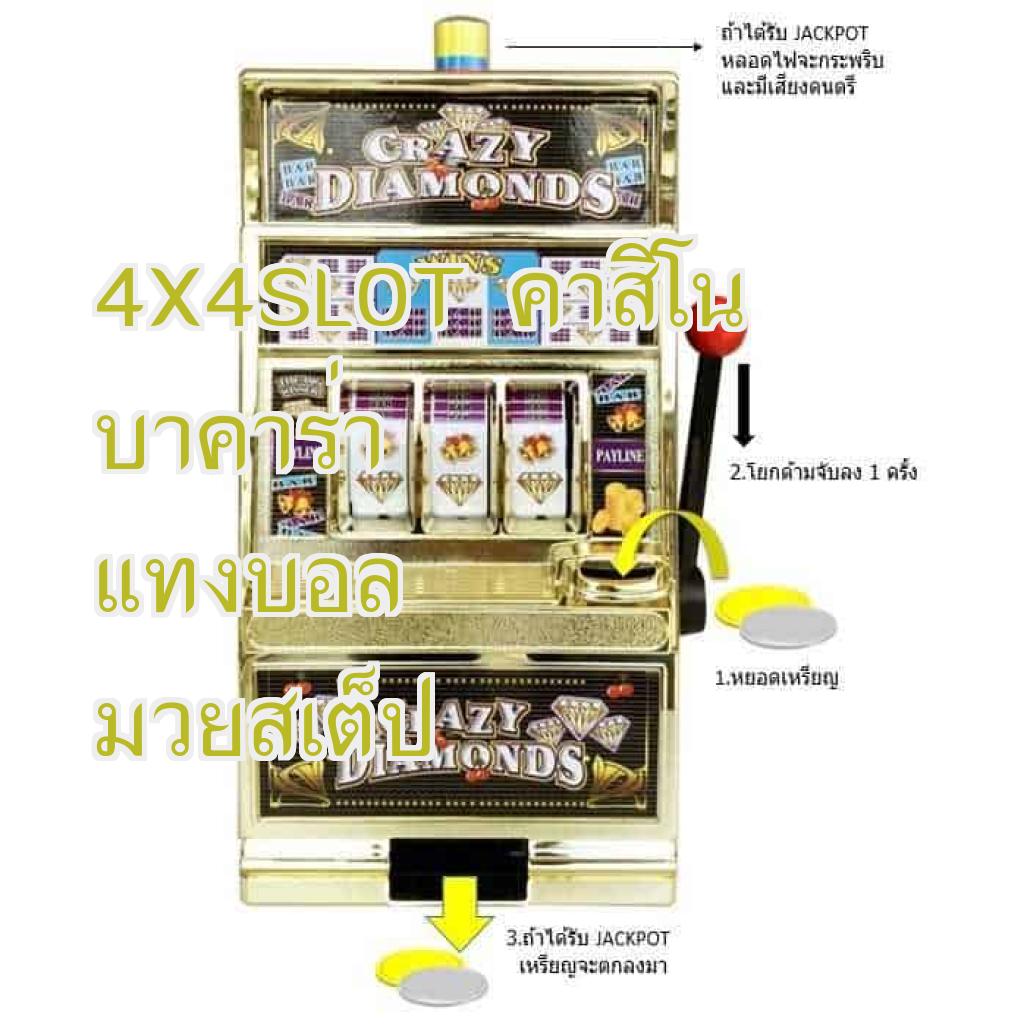 ถ้าได้รับ JACKPOT
หลอดไฟจะกระพริบ
และมีเสียงดนตรี
CRAZY
DIAMONDS
BAR
BAR
BAR
WINS
4X4SLOT คาสิโน
บาคาร่า
แทงบอล
มวยสเต็ป
BAR
PAYLINE
2.โยกด้ามจับลง 1 ครั้ง
1.หยอดเหรียญ
CRAZY
DIAMONDS
3.ถ้าได้รับ JACKPOT
เหรียญจะตกลงมา